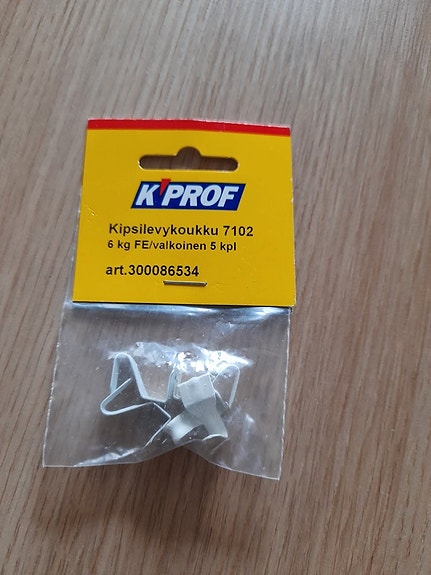 K'PROF
Kipsilevykoukku 7102
6 kg FE/valkoinen 5 kpl
art.300086534